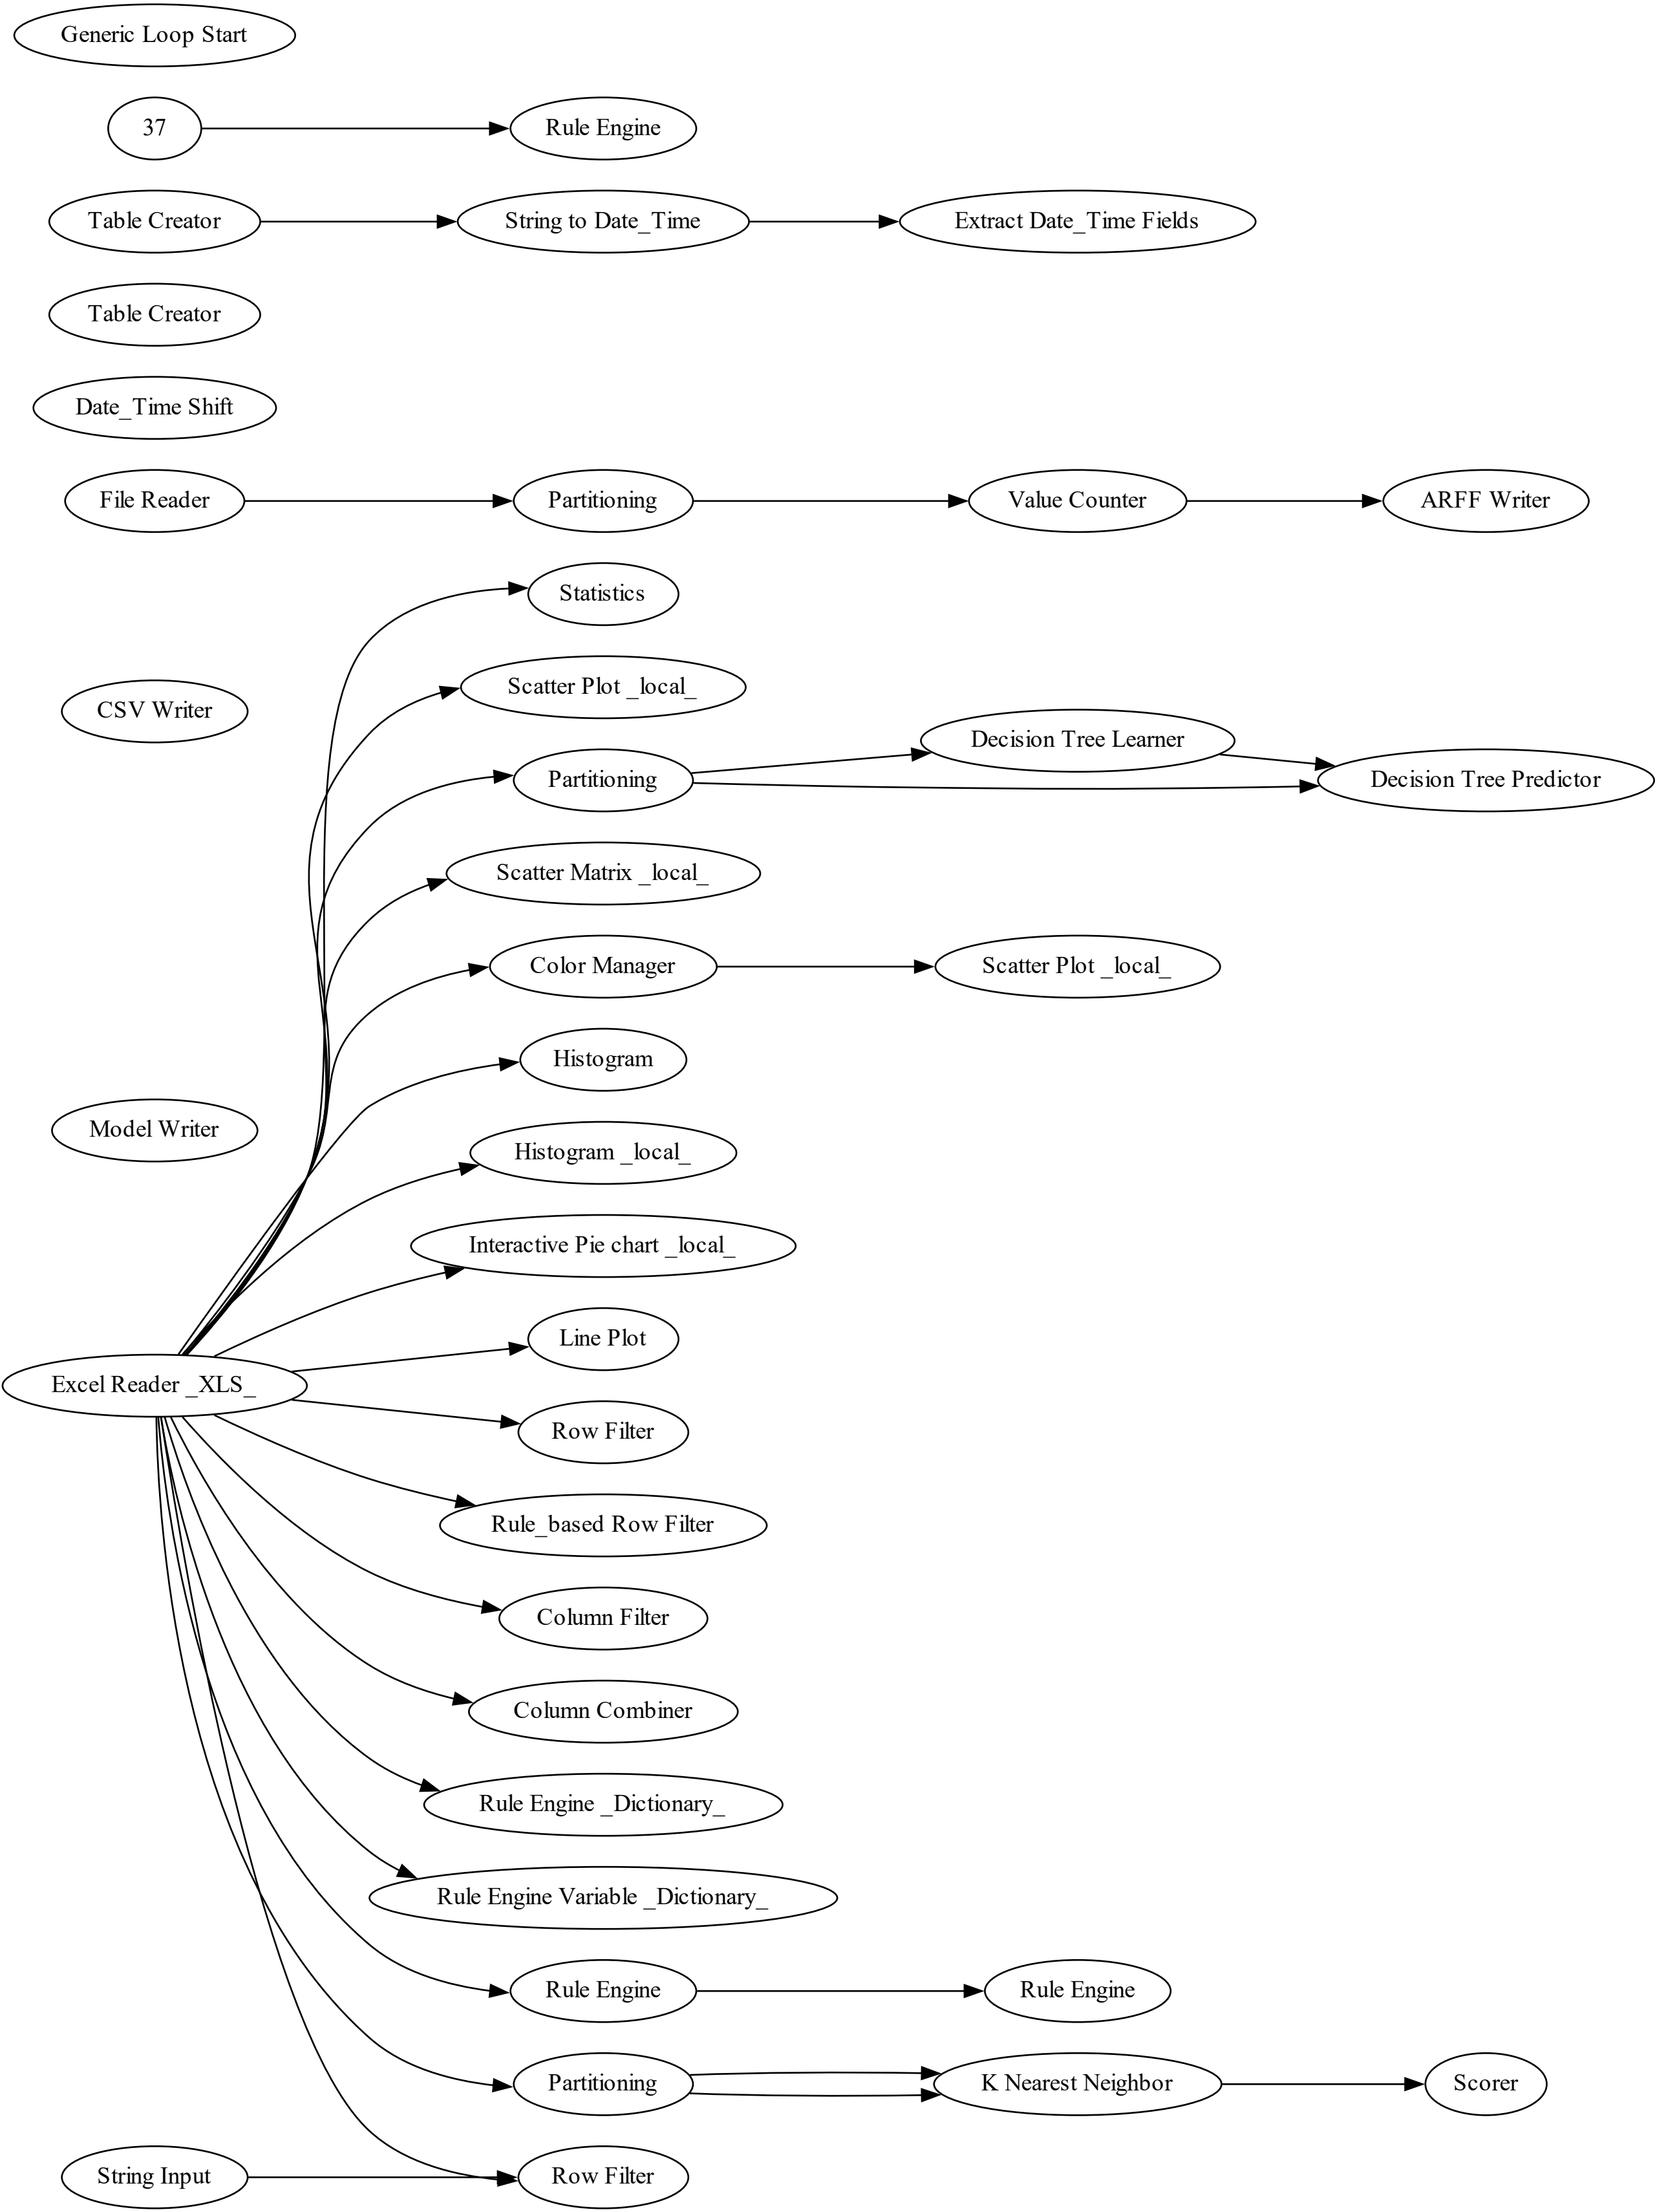 Generic Loop Start
37
Rule Engine
Table Creator
String to Date_Time
Extract Date_Time Fields
Table Creator
Date_Time Shift
File Reader
Partitioning
Value Counter
ARFF Writer
Statistics
Scatter Plot _local_
CSV Writer
Decision Tree Learner
Partitioning
Decision Tree Predictor
Scatter Matrix _local_
Color Manager
Scatter Plot _local_
Histogram
Model Writer
Histogram _local_
Interactive Pie chart _local_
Line Plot
Excel Reader _XLS_
Row Filter
Rule_based Row Filter
Column Filter
Column Combiner
Rule Engine _Dictionary_
Rule Engine Variable _Dictionary_
Rule Engine
Rule Engine
Partitioning
K Nearest Neighbor
Scorer
String Input
Row Filter